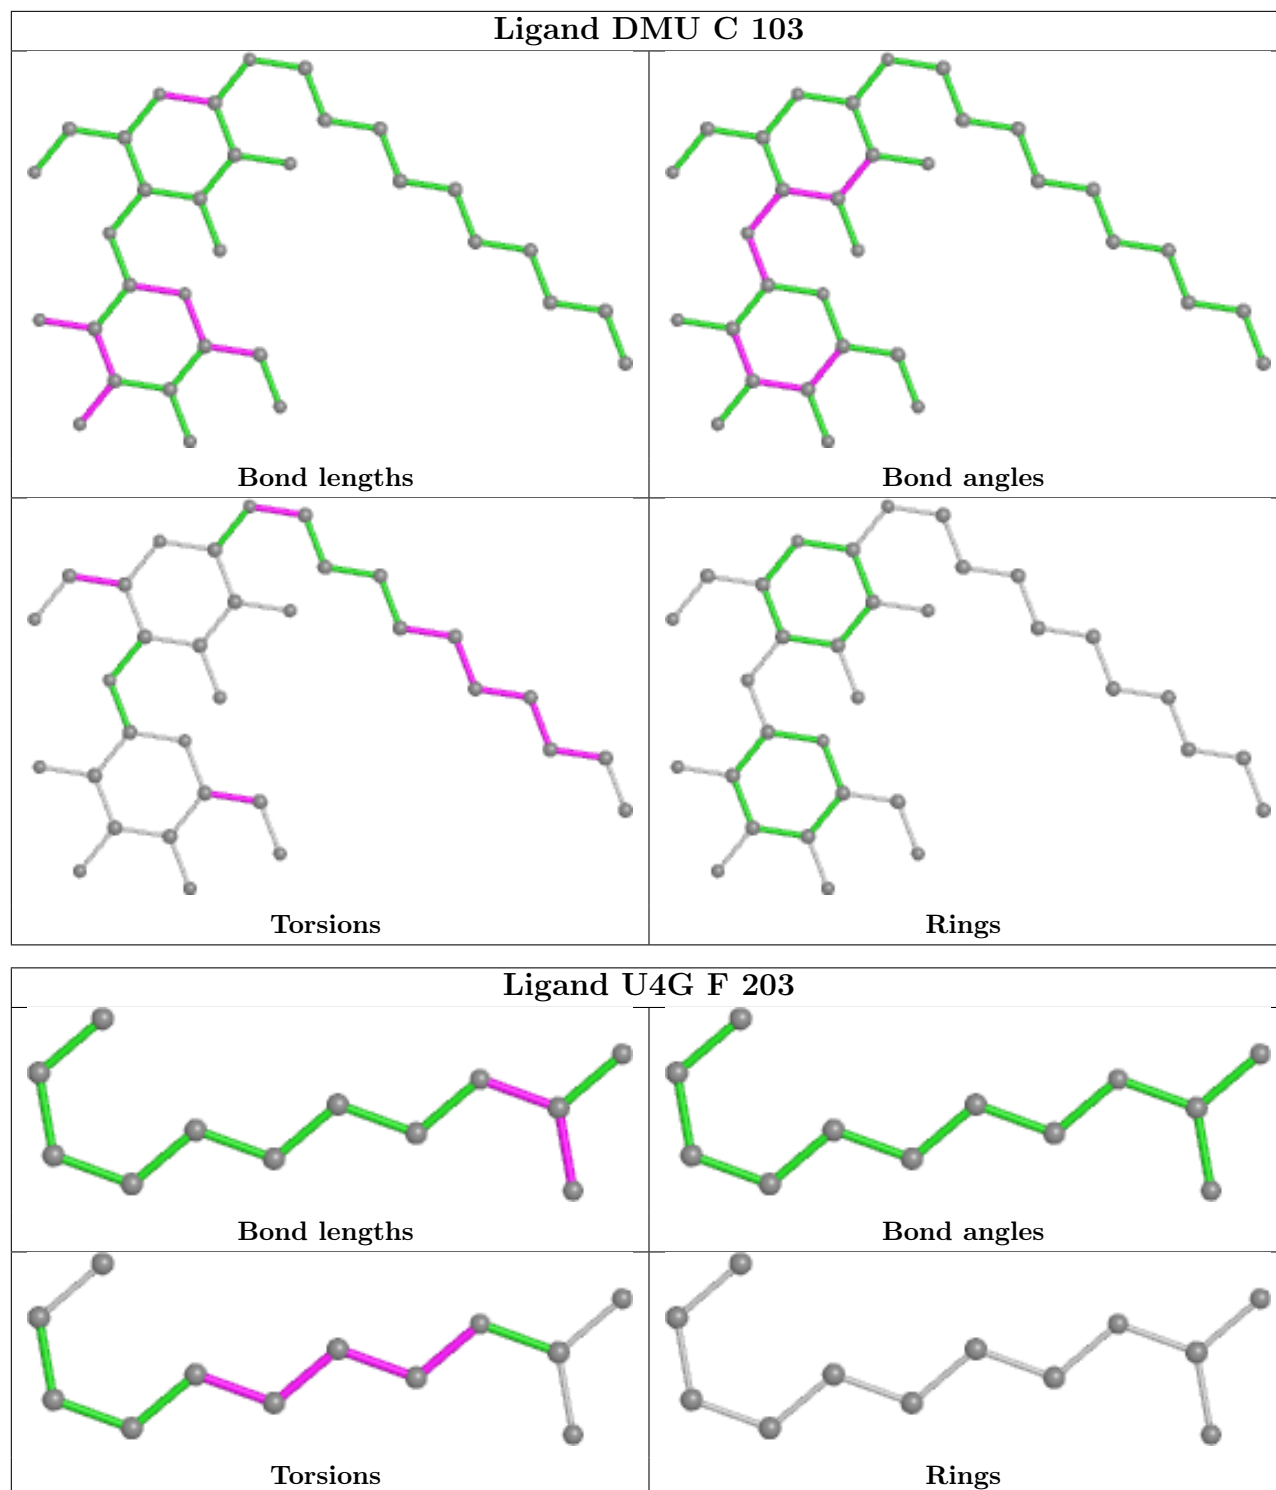 Ligand DMU C 103
Bond lengths
Bond angles
Torsions
Rings
Ligand U4G F 203
Bond lengths
Bond angles
Torsions
Rings